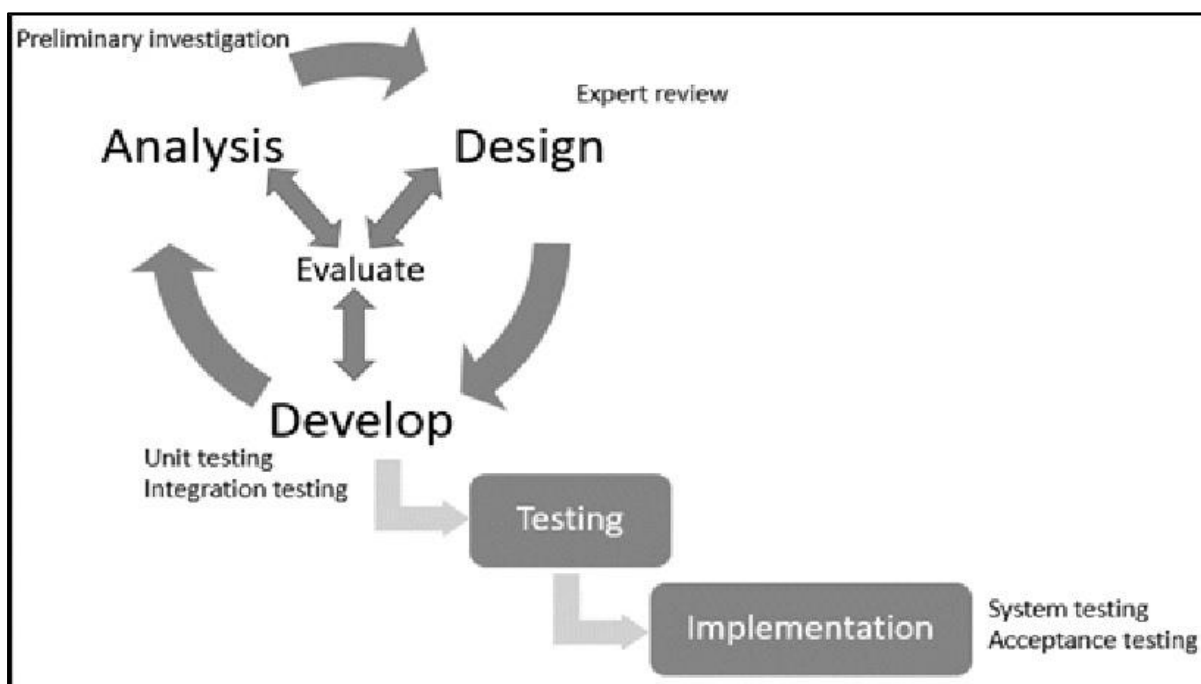 Preliminary investigation
Expert review
Analysis
Design
Evaluate
Develop
Unit testing
Integration testing
Testing
Implementation
System testing
Acceptance testing